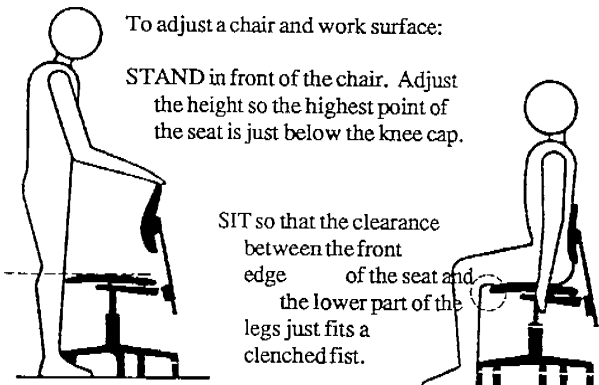 To adjust a chair and work surface:
STAND in front of the chair. Adjust
the height so the highest point of
the seat is just below the knee cap.
SIT so that the clearance
between the front
edge of the seat and
the lower part of the
legs just fits a
clenched fist.